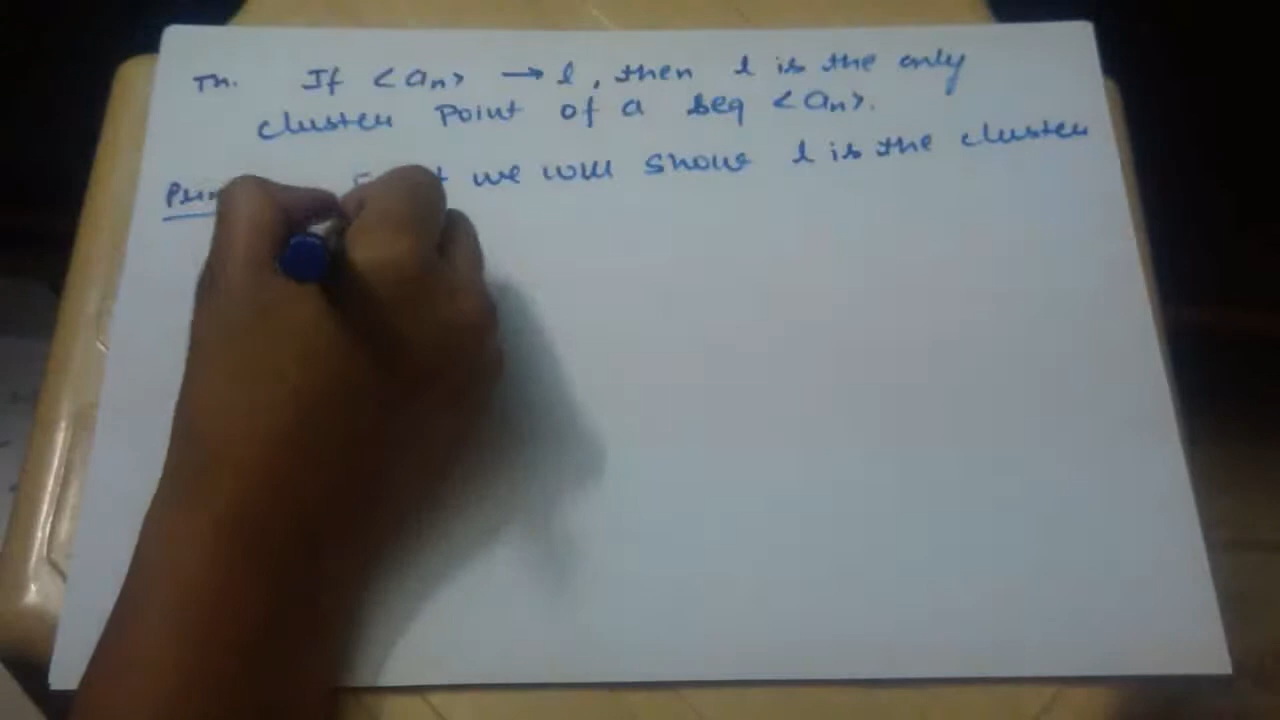 Th. If <an> → l, then l is the only
cluster Point of a seq <an>.
we will show l is the cluster